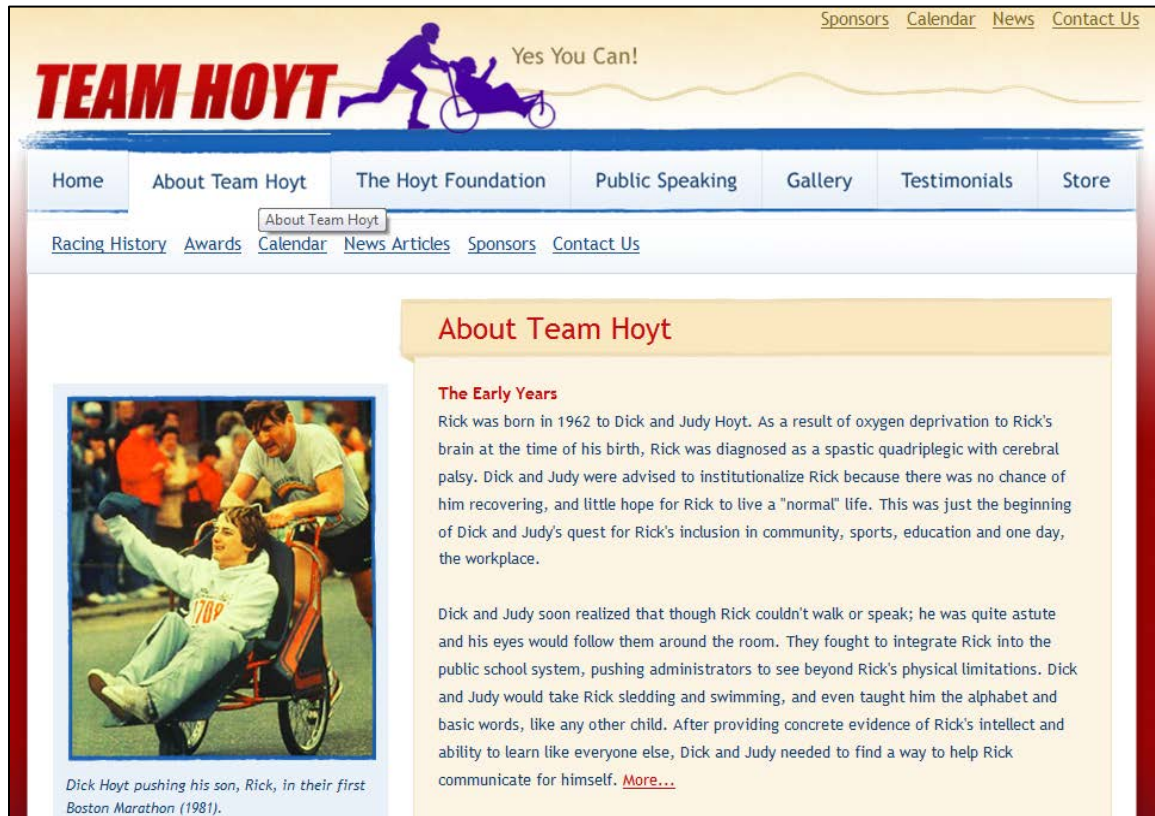 Sponsors Calendar News Contact Us
TEAM HOYT
Yes You Can!
Home About Team Hoyt The Hoyt Foundation Public Speaking Gallery Testimonials Store
About Team Hoyt
Racing History Awards Calendar News Articles Sponsors Contact Us
About Team Hoyt
1709
Dick Hoyt pushing his son, Rick, in their first
Boston Marathon (1981).
The Early Years
Rick was born in 1962 to Dick and Judy Hoyt. As a result of oxygen deprivation to Rick's
brain at the time of his birth, Rick was diagnosed as a spastic quadriplegic with cerebral
palsy. Dick and Judy were advised to institutionalize Rick because there was no chance of
him recovering, and little hope for Rick to live a "normal" life. This was just the beginning
of Dick and Judy's quest for Rick's inclusion in community, sports, education and one day,
the workplace.
Dick and Judy soon realized that though Rick couldn't walk or speak; he was quite astute
and his eyes would follow them around the room. They fought to integrate Rick into the
public school system, pushing administrators to see beyond Rick's physical limitations. Dick
and Judy would take Rick sledding and swimming, and even taught him the alphabet and
basic words, like any other child. After providing concrete evidence of Rick's intellect and
ability to learn like everyone else, Dick and Judy needed to find a way to help Rick
communicate for himself. More...